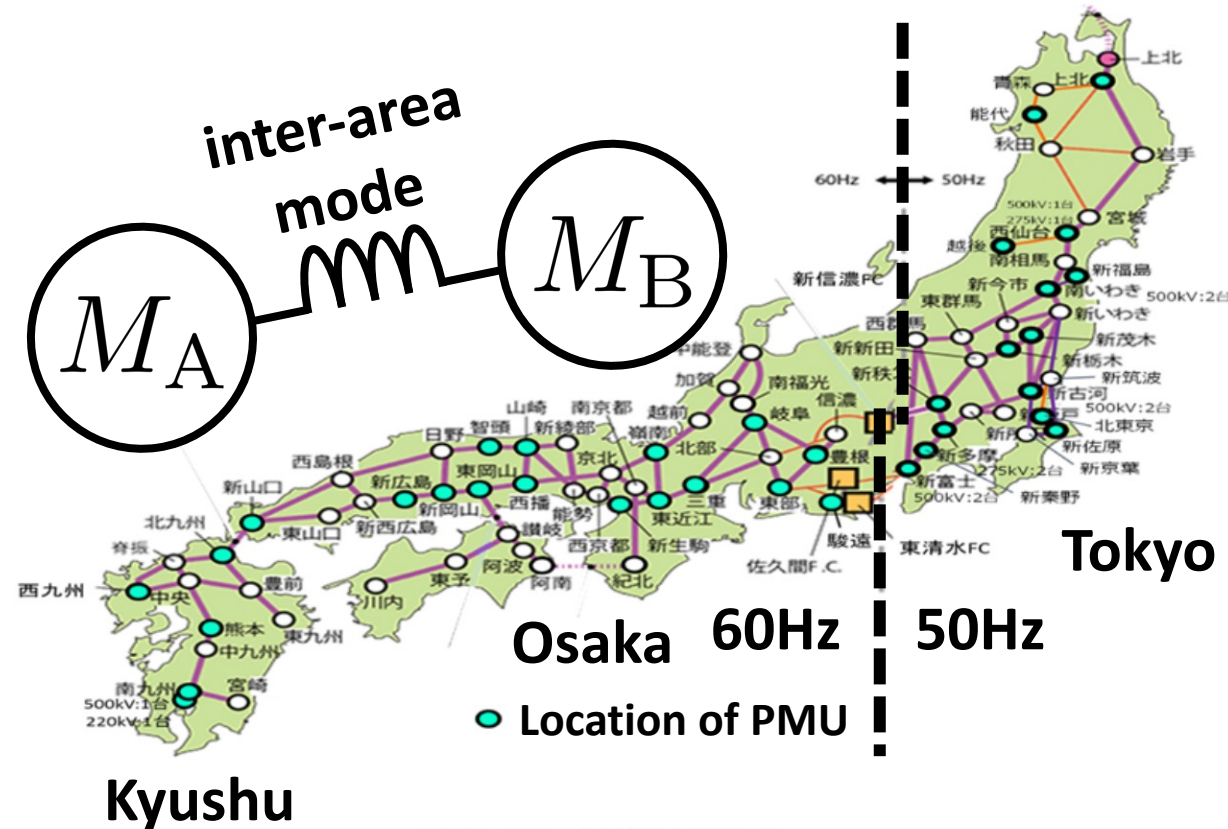 inter-area
mode
M_A
M_B
上北
青森
上北
能代
秋田
岩手
60Hz
50Hz
500kV:1台
275kV:1台
宮城
西仙台
越後
南相馬
新福島
新信濃FC
新今市
南いわき
500kV:2台
東群馬
新いわき
西群馬
新茂木
新新田
新栃木
中能登
新筑波
加賀
南福光
新古河
信濃
500kV:2台
山崎
南京都
越前
岐阜
北東京
日野
智頭
新綾部
嶺南
北部
豊根
新佐原
京北
新多摩
新京葉
西島根
東岡山
275kV:2台
新富士
新山口
新広島
三重
東部
500kV:2台
新秦野
西播
能勢
東近江
新岡山
北九州
東山口
新西広島
讃岐
西京都
新生駒
駿遠
東清水FC
脊振
佐久間F.C.
Tokyo
西九州
中央
豊前
東予
阿波
阿南
紀北
川内
熊本
東九州
Osaka
60Hz
50Hz
中九州
南九州
宮崎
500kV:1台
220kV:1台
Location of PMU
Kyushu